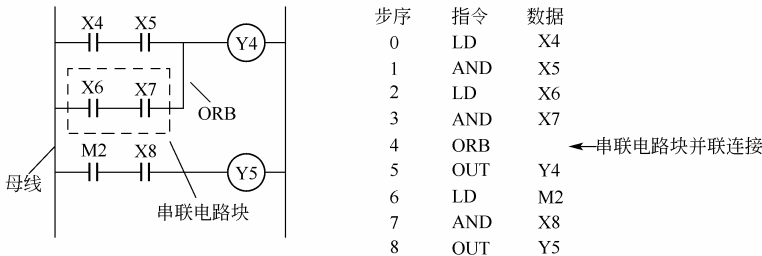 X4 X5
Y4
X6 X7
ORB
M2 X8
Y5
母线
串联电路块
步序 指令 数据
0 LD X4
1 AND X5
2 LD X6
3 AND X7
4 ORB 串联电路块并联连接
5 OUT Y4
6 LD M2
7 AND X8
8 OUT Y5